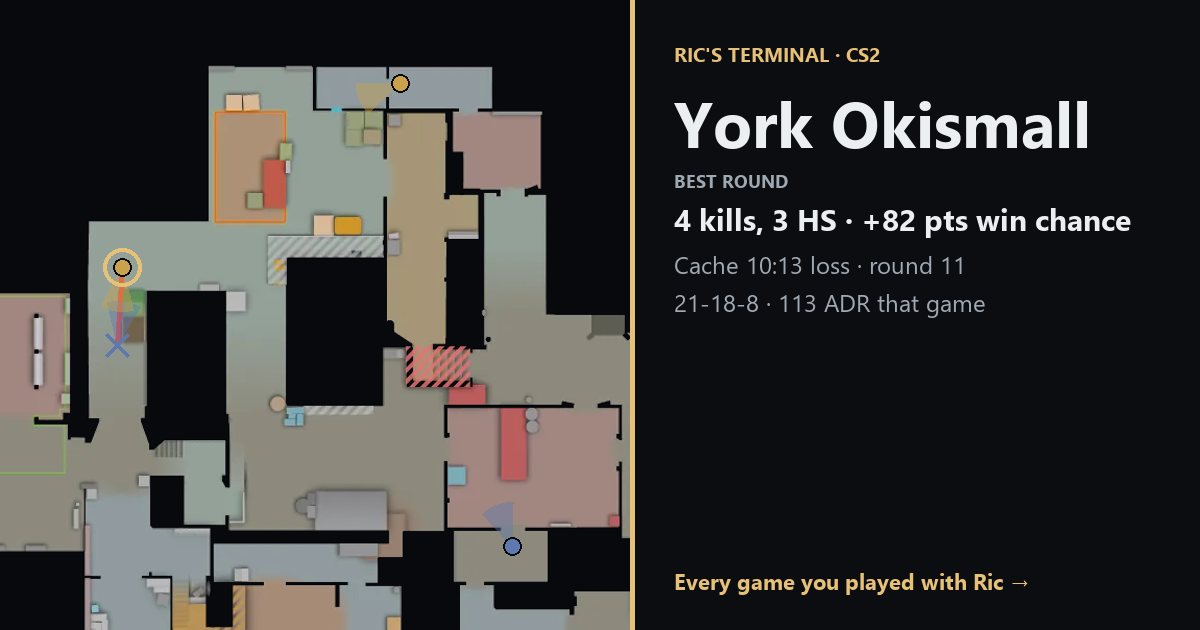 RIC'S TERMINAL · CS2
York Okismall
BEST ROUND
4 kills, 3 HS · +82 pts win chance
Cache 10:13 loss · round 11
21-18-8 · 113 ADR that game
Every game you played with Ric →